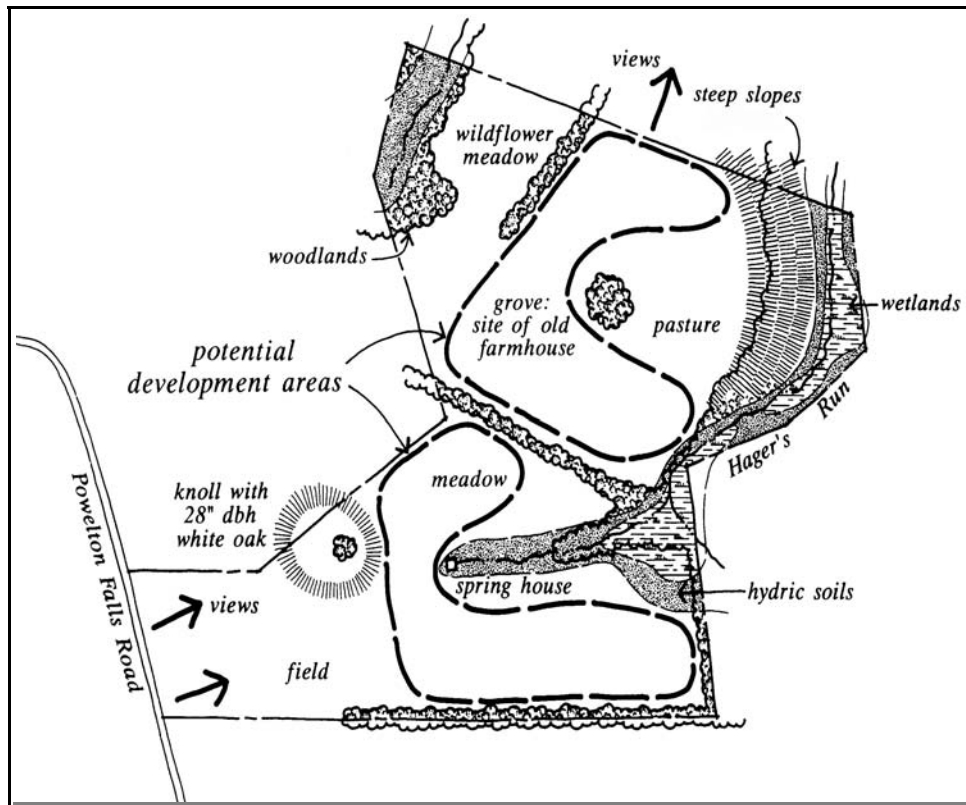 views
steep slopes
wildflower
meadow
woodlands
wetlands
grove:
site of old
farmhouse
pasture
potential
development areas
Hager's Run
meadow
knoll with
28" dbh
white oak
spring house
hydric soils
views
Powelton Falls Road
field